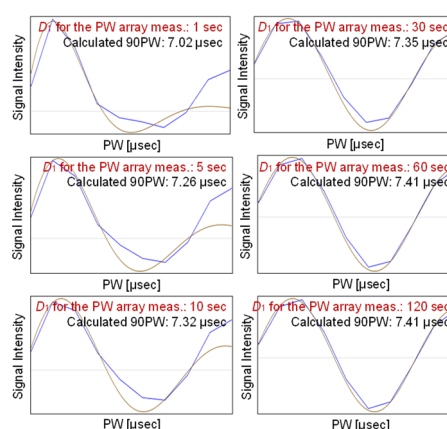 D₁ for the PW array meas.: 1 sec
Calculated 90PW: 7.02 µsec
Signal Intensity
PW [µsec]
D₁ for the PW array meas.: 30 sec
Calculated 90PW: 7.35 µsec
Signal Intensity
PW [µsec]
D₁ for the PW array meas.: 5 sec
Calculated 90PW: 7.26 µsec
Signal Intensity
PW [µsec]
D₁ for the PW array meas.: 60 sec
Calculated 90PW: 7.41 µsec
Signal Intensity
PW [µsec]
D₁ for the PW array meas.: 10 sec
Calculated 90PW: 7.32 µsec
Signal Intensity
PW [µsec]
D₁ for the PW array meas.: 120 sec
Calculated 90PW: 7.41 µsec
Signal Intensity
PW [µsec]